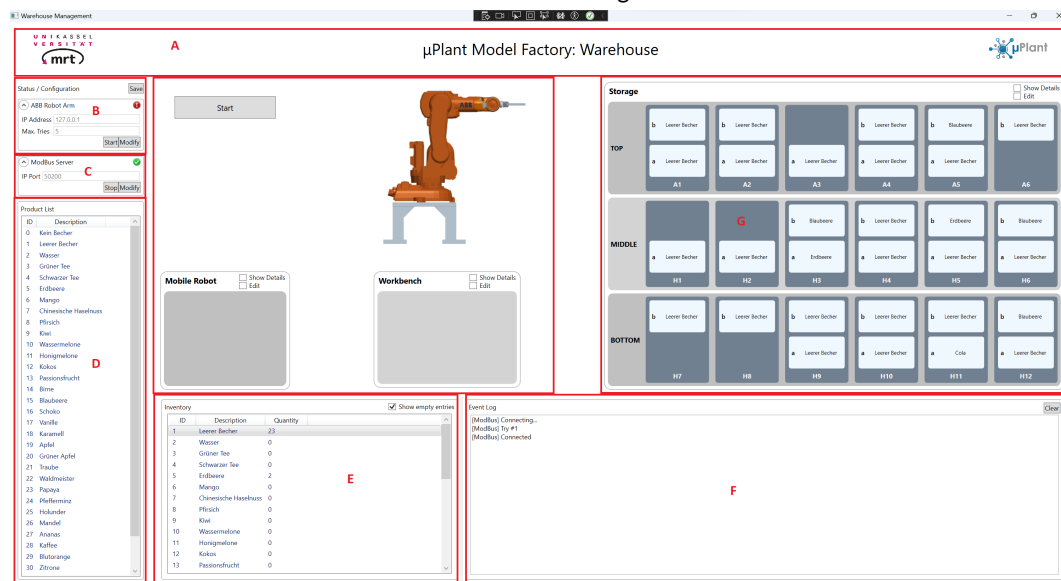 Warehouse Management
UNIKASSEL
VERSITÄT
mrt
A
µPlant Model Factory: Warehouse
µPlant
Status / Configuration Save
ABB Robot Arm
B
IP Address 127.0.0.1
Max. Tries 5
Start Modify
ModBus Server
C
IP Port 50200
Stop Modify
Product List
ID Description
0 Kein Becher
1 Leerer Becher
2 Wasser
3 Grüner Tee
4 Schwarzer Tee
5 Erdbeere
6 Mango
7 Chinesische Haselnuss
8 Pfirsich
9 Kiwi
10 Wassermelone
11 Honigmelone
12 Kokos
D
13 Passionsfrucht
14 Birne
15 Blaubeere
16 Schoko
17 Vanille
18 Karamell
19 Apfel
20 Grüner Apfel
21 Traube
22 Waldmeister
23 Papaya
24 Pfefferminz
25 Holunder
26 Mandel
27 Ananas
28 Kaffee
29 Blutorange
30 Zitrone
Start
ABB
Mobile Robot
Show Details
Edit
Workbench
Show Details
Edit
Storage
Show Details
Edit
TOP
b Leerer Becher b Leerer Becher b Leerer Becher b Blaubeere b Leerer Becher
a Leerer Becher a Leerer Becher a Leerer Becher a Leerer Becher a Leerer Becher
A1 A2 A3 A4 A5 A6
MIDDLE
G
b Blaubeere b Leerer Becher b Erdbeere b Blaubeere
a Leerer Becher a Leerer Becher a Erdbeere a Leerer Becher a Leerer Becher a Leerer Becher
H1 H2 H3 H4 H5 H6
BOTTOM
b Leerer Becher b Leerer Becher b Leerer Becher b Leerer Becher b Leerer Becher b Blaubeere
a Leerer Becher a Leerer Becher a Cola a Leerer Becher
H7 H8 H9 H10 H11 H12
Inventory Show empty entries
ID Description Quantity
1 Leerer Becher 23
2 Wasser 0
3 Grüner Tee 0
4 Schwarzer Tee 0
5 Erdbeere 2
6 Mango 0
E
7 Chinesische Haselnuss 0
8 Pfirsich 0
9 Kiwi 0
10 Wassermelone 0
11 Honigmelone 0
12 Kokos 0
13 Passionsfrucht 0
Event Log Clear
[ModBus] Connecting...
[ModBus] Try #1
[ModBus] Connected
F